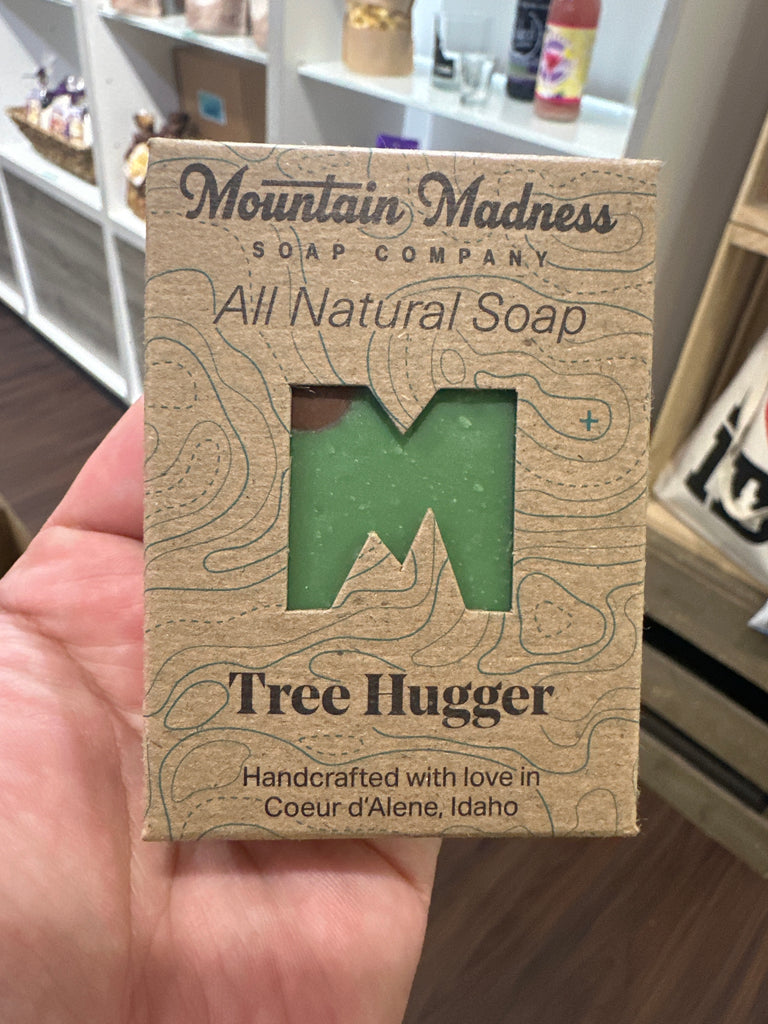 Mountain Madness
SOAP COMPANY
All Natural Soap
Tree Hugger
Handcrafted with love in
Coeur d'Alene, Idaho